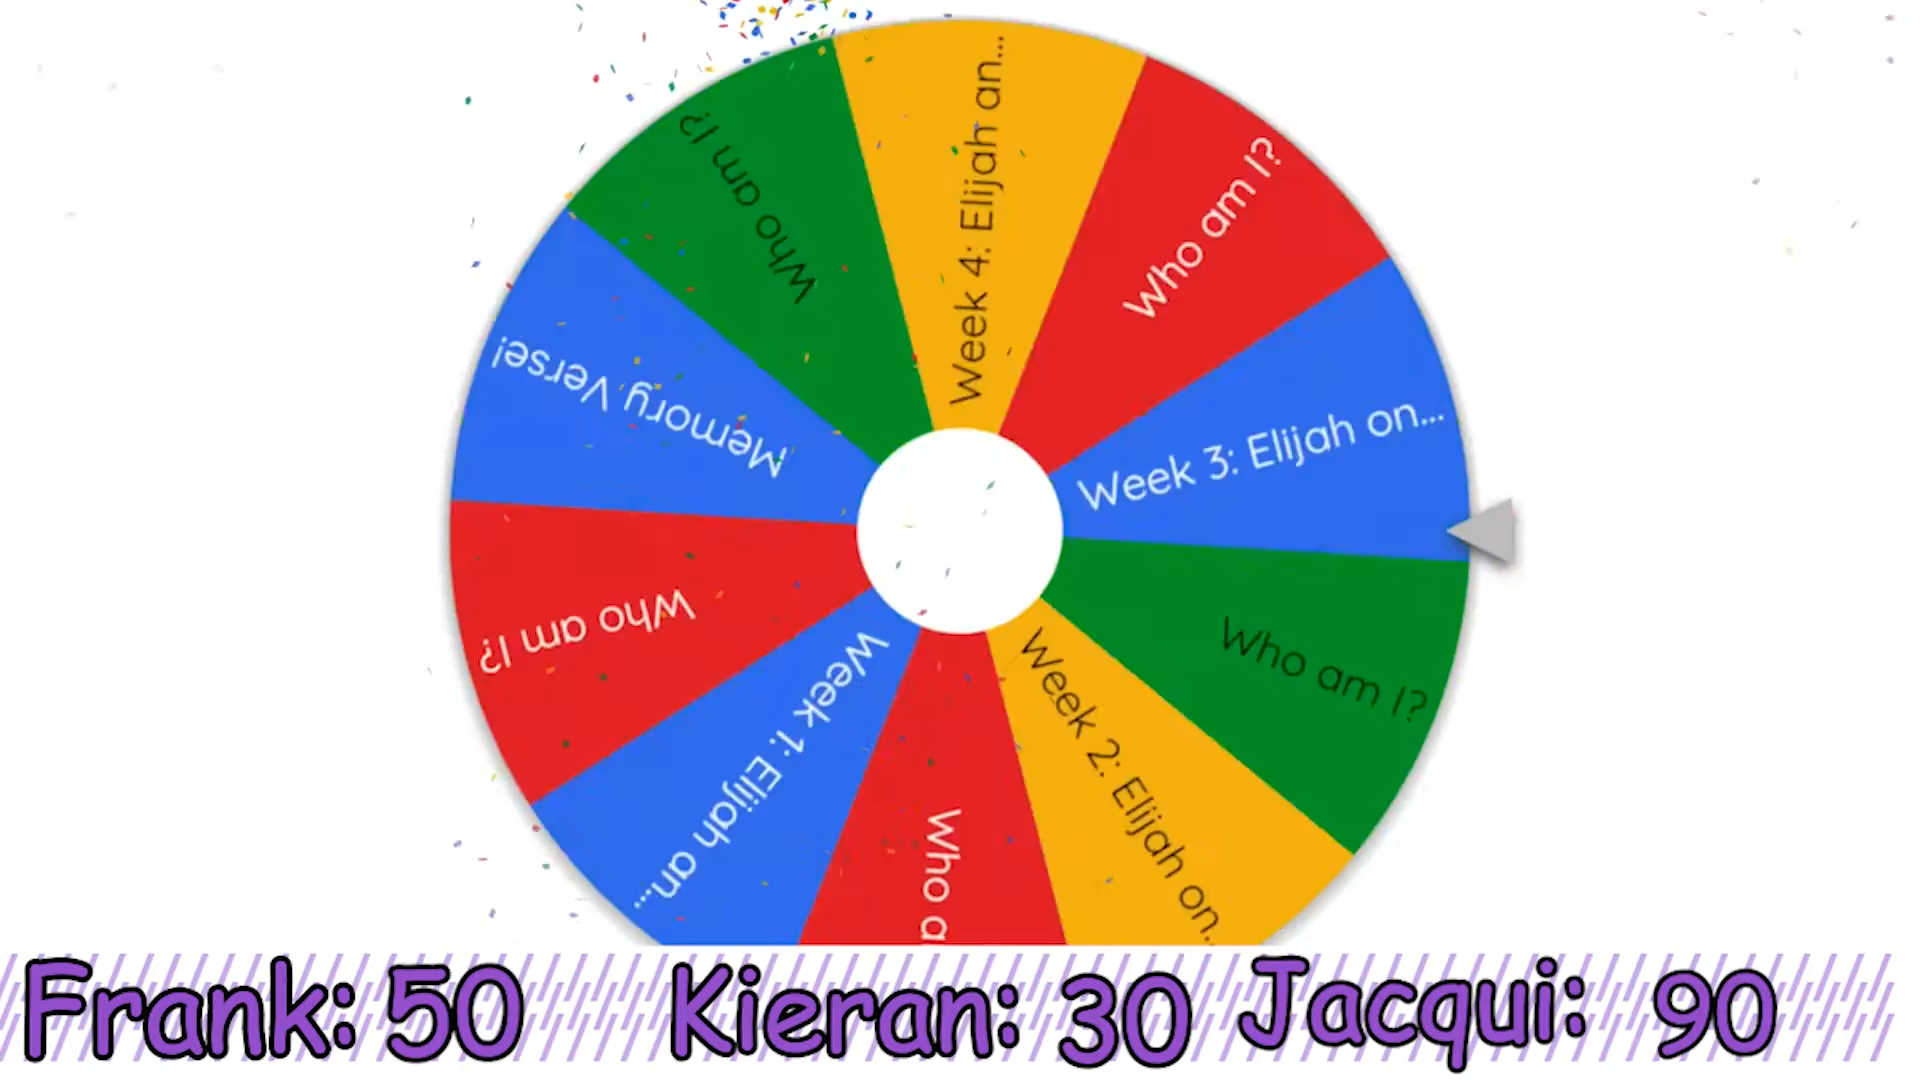 Week 4: Elijah an...
Who am I?
Who am I?
Week 3: Elijah on...
Memory Verse!
Who am I?
Who am I?
Week 2: Elijah on..
Week 1: Elijah an...
Who a
Frank: 50 Kieran: 30 Jacqui: 90